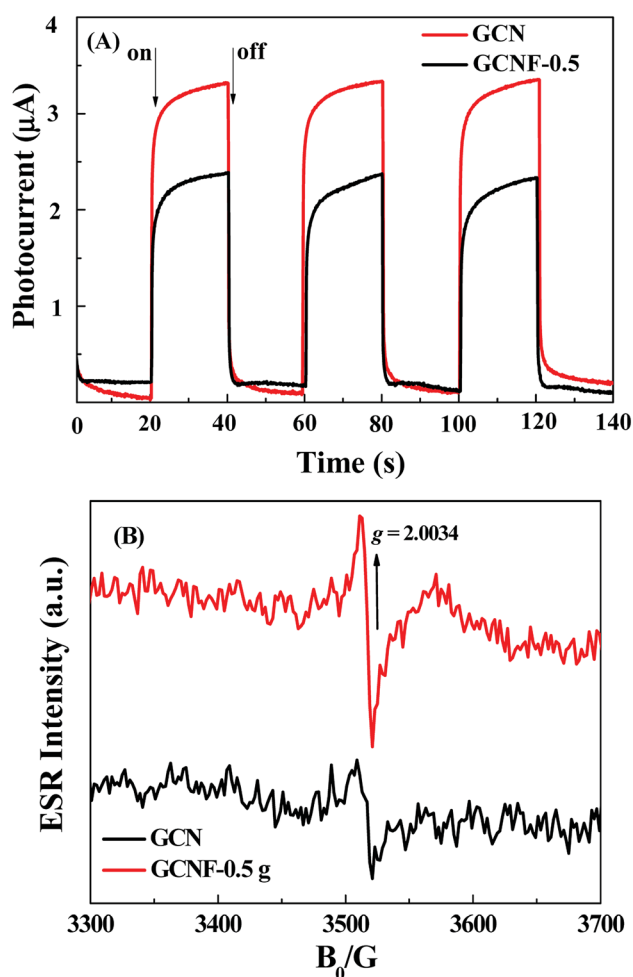 (A)
on
off
GCN
GCNF-0.5
Photocurrent (μA)
4
3
2
1
0 20 40 60 80 100 120 140
Time (s)
(B)
g = 2.0034
ESR Intensity (a.u.)
GCN
GCNF-0.5 g
3300 3400 3500 3600 3700
B₀/G